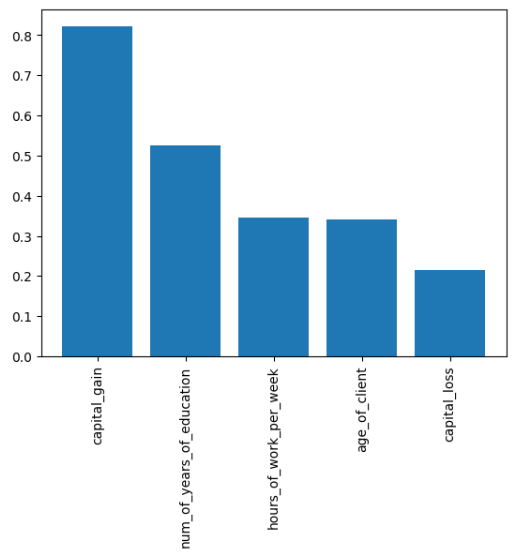 0.8
0.7
0.6
0.5
0.4
0.3
0.2
0.1
0.0
capital_gain
num_of_years_of_education
hours_of_work_per_week
age_of_client
capital_loss